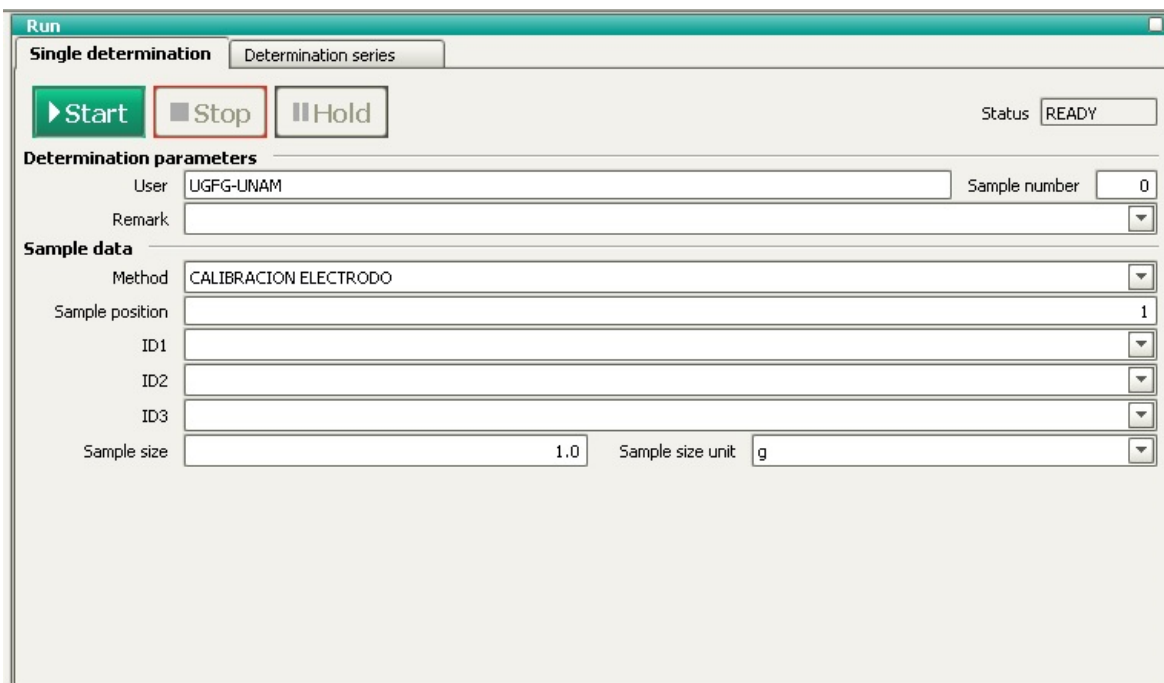 Run
Single determination Determination series
Start Stop Hold Status READY
Determination parameters
User UGFG-UNAM Sample number 0
Remark
Sample data
Method CALIBRACION ELECTRODO
Sample position 1
ID1
ID2
ID3
Sample size 1.0 Sample size unit g